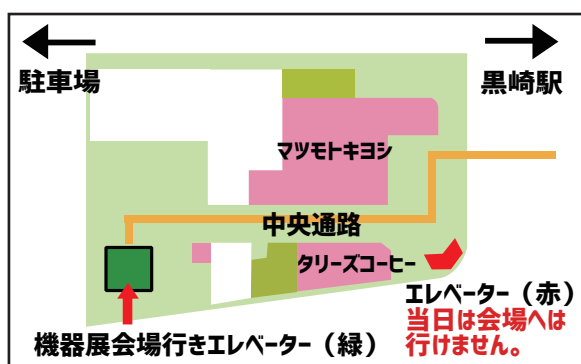 駐車場
黒崎駅
マツモトキヨシ
中央通路
タリーズコーヒー
エレベーター（赤）
当日は会場へは
行けません。
機器展会場行きエレベーター（緑）